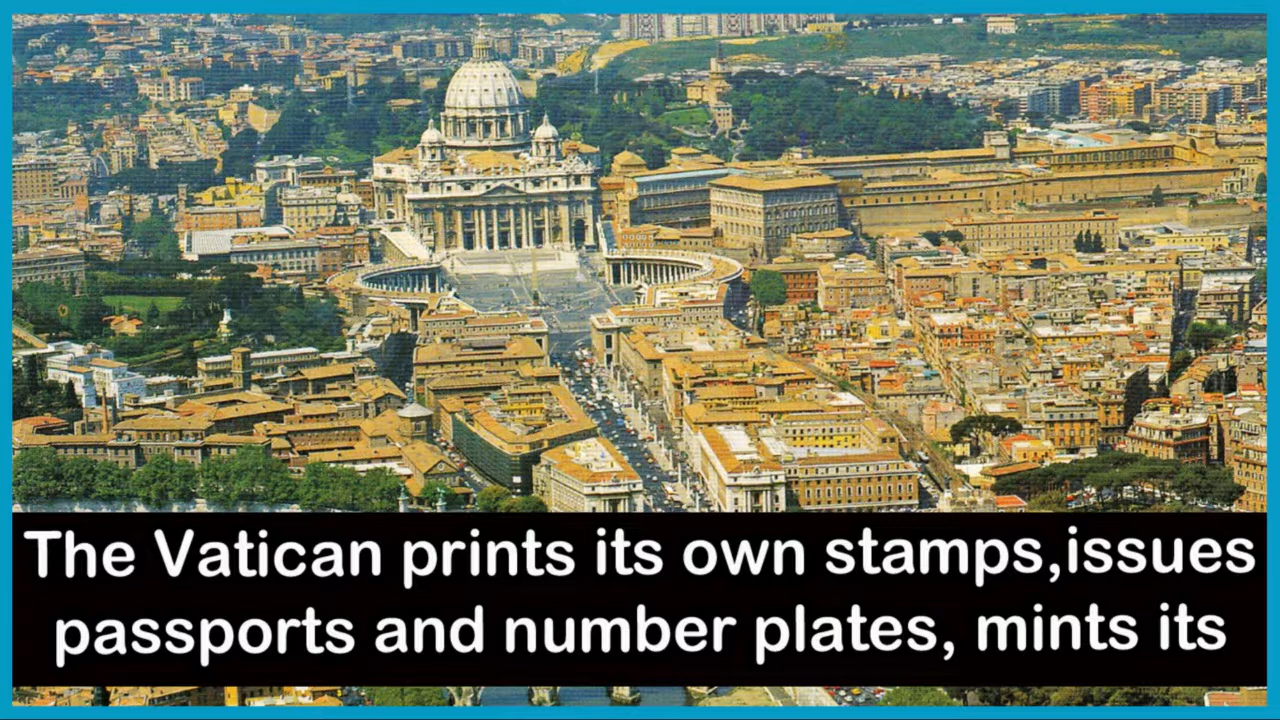 The Vatican prints its own stamps,issues
passports and number plates, mints its